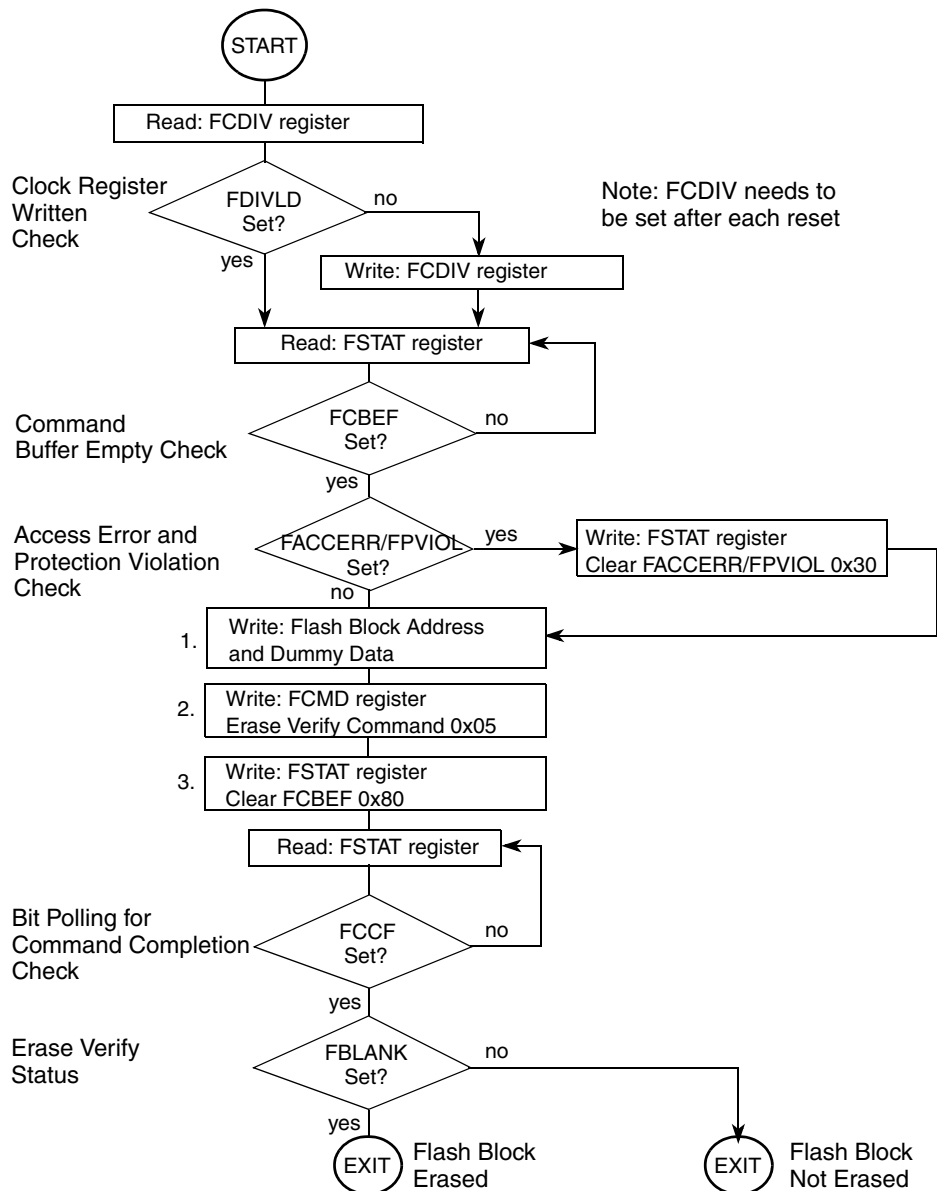 START
Read: FCDIV register
Clock Register
Written
Check
FDIVLD
Set?
no
yes
Note: FCDIV needs to
be set after each reset
Write: FCDIV register
Read: FSTAT register
Command
Buffer Empty Check
FCBEF
Set?
no
yes
Access Error and
Protection Violation
Check
FACCERR/FPVIOL
Set?
yes
no
Write: FSTAT register
Clear FACCERR/FPVIOL 0x30
1.
Write: Flash Block Address
and Dummy Data
2.
Write: FCMD register
Erase Verify Command 0x05
3.
Write: FSTAT register
Clear FCBEF 0x80
Read: FSTAT register
Bit Polling for
Command Completion
Check
FCCF
Set?
no
yes
Erase Verify
Status
FBLANK
Set?
no
yes
EXIT
Flash Block
Erased
EXIT
Flash Block
Not Erased